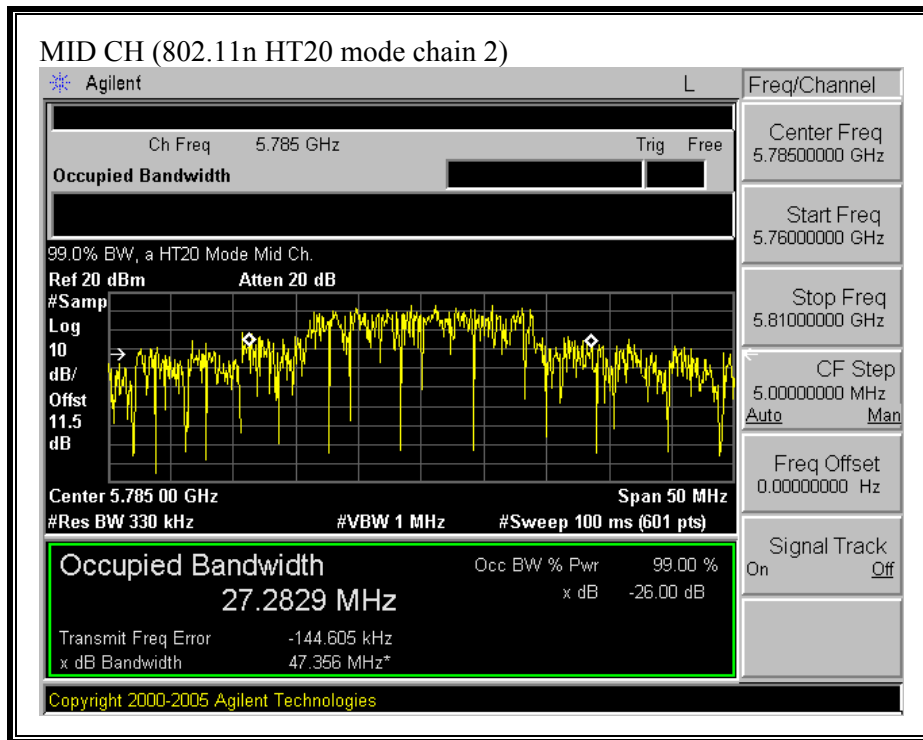 MID CH (802.11n HT20 mode chain 2)
Agilent L Freq/Channel
Ch Freq 5.785 GHz Trig Free
Occupied Bandwidth
Center Freq
5.78500000 GHz
Start Freq
5.76000000 GHz
Stop Freq
5.81000000 GHz
CF Step
5.00000000 MHz
Auto Man
Freq Offset
0.00000000 Hz
Signal Track
On Off
99.0% BW, a HT20 Mode Mid Ch.
Ref 20 dBm Atten 20 dB
#Samp
Log
10
dB/
Offst
11.5
dB
Center 5.785 00 GHz Span 50 MHz
#Res BW 330 kHz #VBW 1 MHz #Sweep 100 ms (601 pts)
Occupied Bandwidth Occ BW % Pwr 99.00 %
27.2829 MHz x dB -26.00 dB
Transmit Freq Error -144.605 kHz
x dB Bandwidth 47.356 MHz*
Copyright 2000-2005 Agilent Technologies